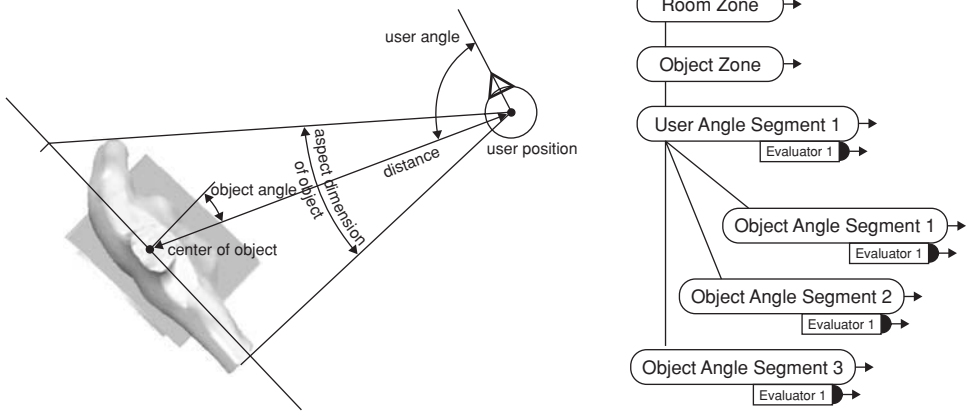 user angle
user position
distance
aspect dimension
of object
object angle
center of object
Room Zone
Object Zone
User Angle Segment 1
Evaluator 1
Object Angle Segment 1
Evaluator 1
Object Angle Segment 2
Evaluator 1
Object Angle Segment 3
Evaluator 1